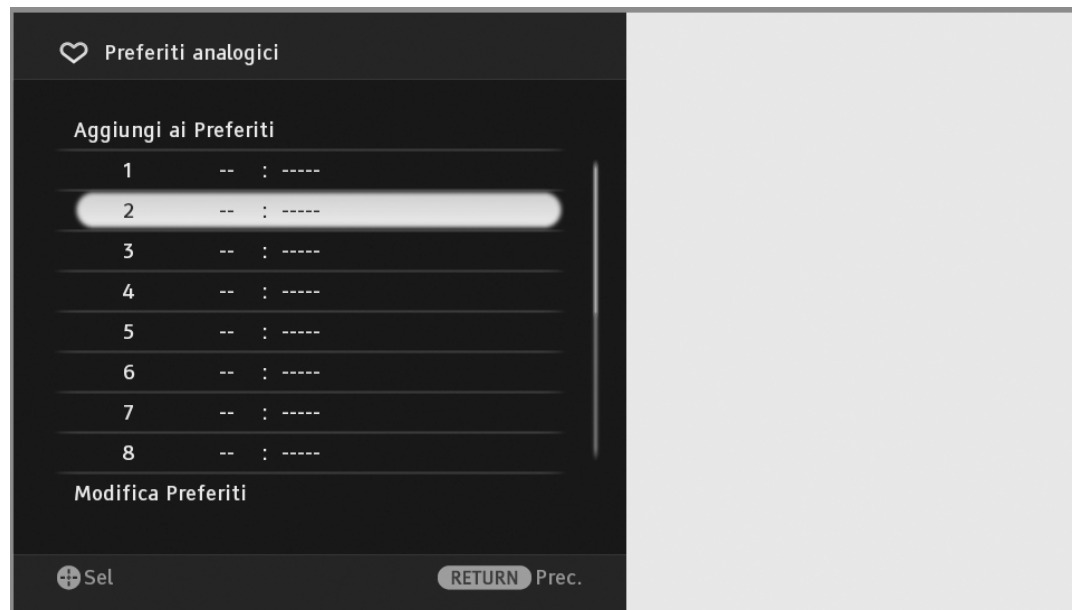 Preferiti analogici
Aggiungi ai Preferiti
1 -- : -----
2 -- : -----
3 -- : -----
4 -- : -----
5 -- : -----
6 -- : -----
7 -- : -----
8 -- : -----
Modifica Preferiti
Sel RETURN Prec.